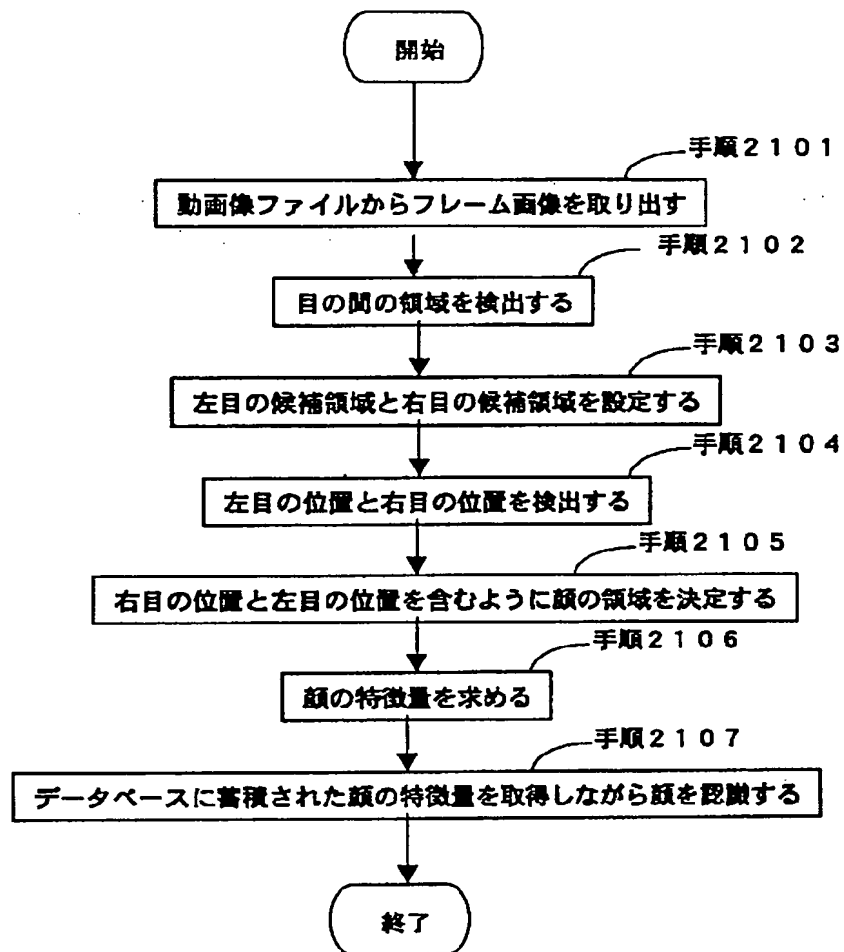 開始
手順2101
動画像ファイルからフレーム画像を取り出す
手順2102
目の間の領域を検出する
手順2103
左目の候補領域と右目の候補領域を設定する
手順2104
左目の位置と右目の位置を検出する
手順2105
右目の位置と左目の位置を含むように顔の領域を決定する
手順2106
顔の特徴量を求める
手順2107
データベースに蓄積された顔の特徴量を取得しながら顔を認識する
終了